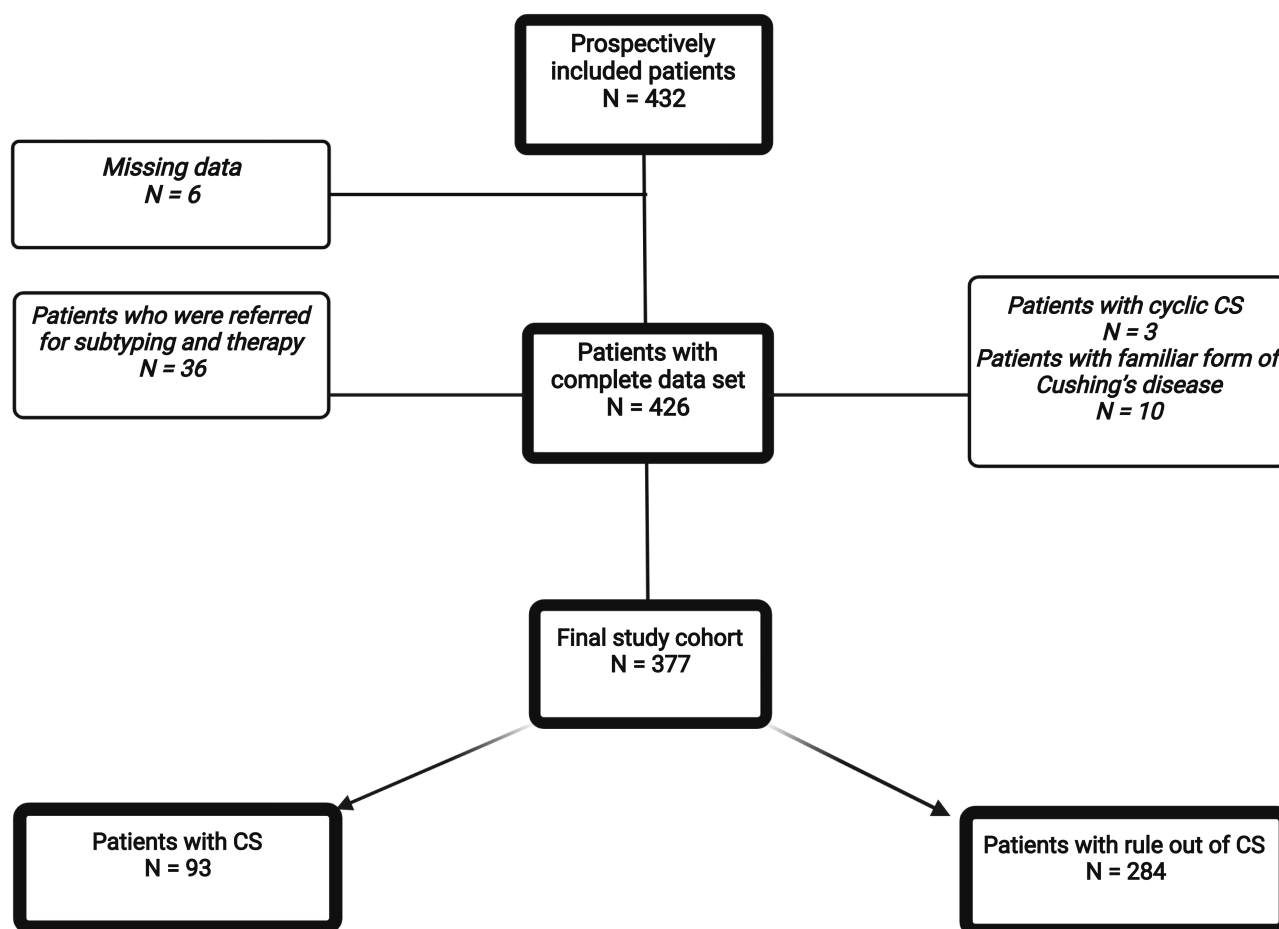 Prospectively
included patients
N = 432
Missing data
N = 6
Patients who were referred
for subtyping and therapy
N = 36
Patients with
complete data set
N = 426
Patients with cyclic CS
N = 3
Patients with familiar form of
Cushing's disease
N = 10
Final study cohort
N = 377
Patients with CS
N = 93
Patients with rule out of CS
N = 284